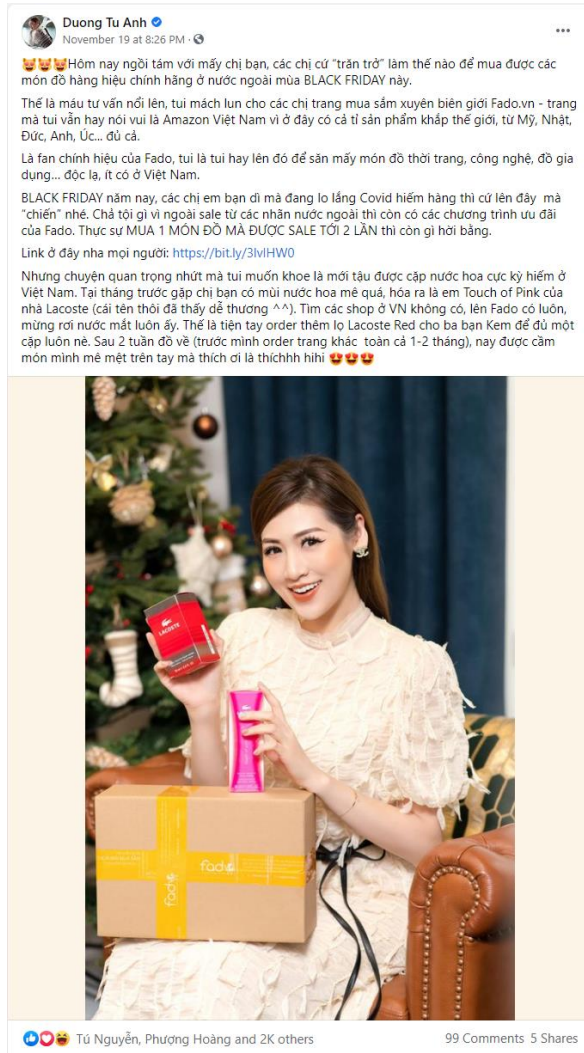 Duong Tu Anh
November 19 at 8:26 PM ·
😻😻😻Hôm nay ngồi tám với mấy chị bạn, các chị cứ “trăn trở” làm thế nào để mua được các
món đồ hàng hiệu chính hãng ở nước ngoài mùa BLACK FRIDAY này.
Thế là máu tư vấn nổi lên, tui mách lun cho các chị trang mua sắm xuyên biên giới Fado.vn - trang
mà tui vẫn hay nói vui là Amazon Việt Nam vì ở đây có cả tỉ sản phẩm khắp thế giới, từ Mỹ, Nhật,
Đức, Anh, Úc... đủ cả.
Là fan chính hiệu của Fado, tui là tui hay lên đó để săn mấy món đồ thời trang, công nghệ, đồ gia
dụng... độc lạ, ít có ở Việt Nam.
BLACK FRIDAY năm nay, các chị em bạn dì mà đang lo lắng Covid hiếm hàng thì cứ lên đây mà
“chiến” nhé. Chả tội gì vì ngoài sale từ các nhãn nước ngoài thì còn có các chương trình ưu đãi
của Fado. Thực sự MUA 1 MÓN ĐỒ MÀ ĐƯỢC SALE TỚI 2 LẦN thì còn gì hời bằng.
Link ở đây nha mọi người: https://bit.ly/3lvlHW0
Nhưng chuyện quan trọng nhứt mà tui muốn khoe là mới tậu được cặp nước hoa cực kỳ hiếm ở
Việt Nam. Tại tháng trước gặp chị bạn có mùi nước hoa mê quá, hóa ra là em Touch of Pink của
nhà Lacoste (cái tên thôi đã thấy dễ thương ^^). Tìm các shop ở VN không có, lên Fado có luôn,
mừng rơi nước mắt luôn ấy. Thế là tiện tay order thêm lọ Lacoste Red cho ba bạn Kem để đủ một
cặp luôn nè. Sau 2 tuần đồ về (trước mình order trang khác toàn cả 1-2 tháng), nay được cầm
món mình mê mệt trên tay mà thích ơi là thíchhh hihi 😍😍😍
LACOSTE
fado
fado
Tú Nguyễn, Phượng Hoàng and 2K others
99 Comments 5 Shares